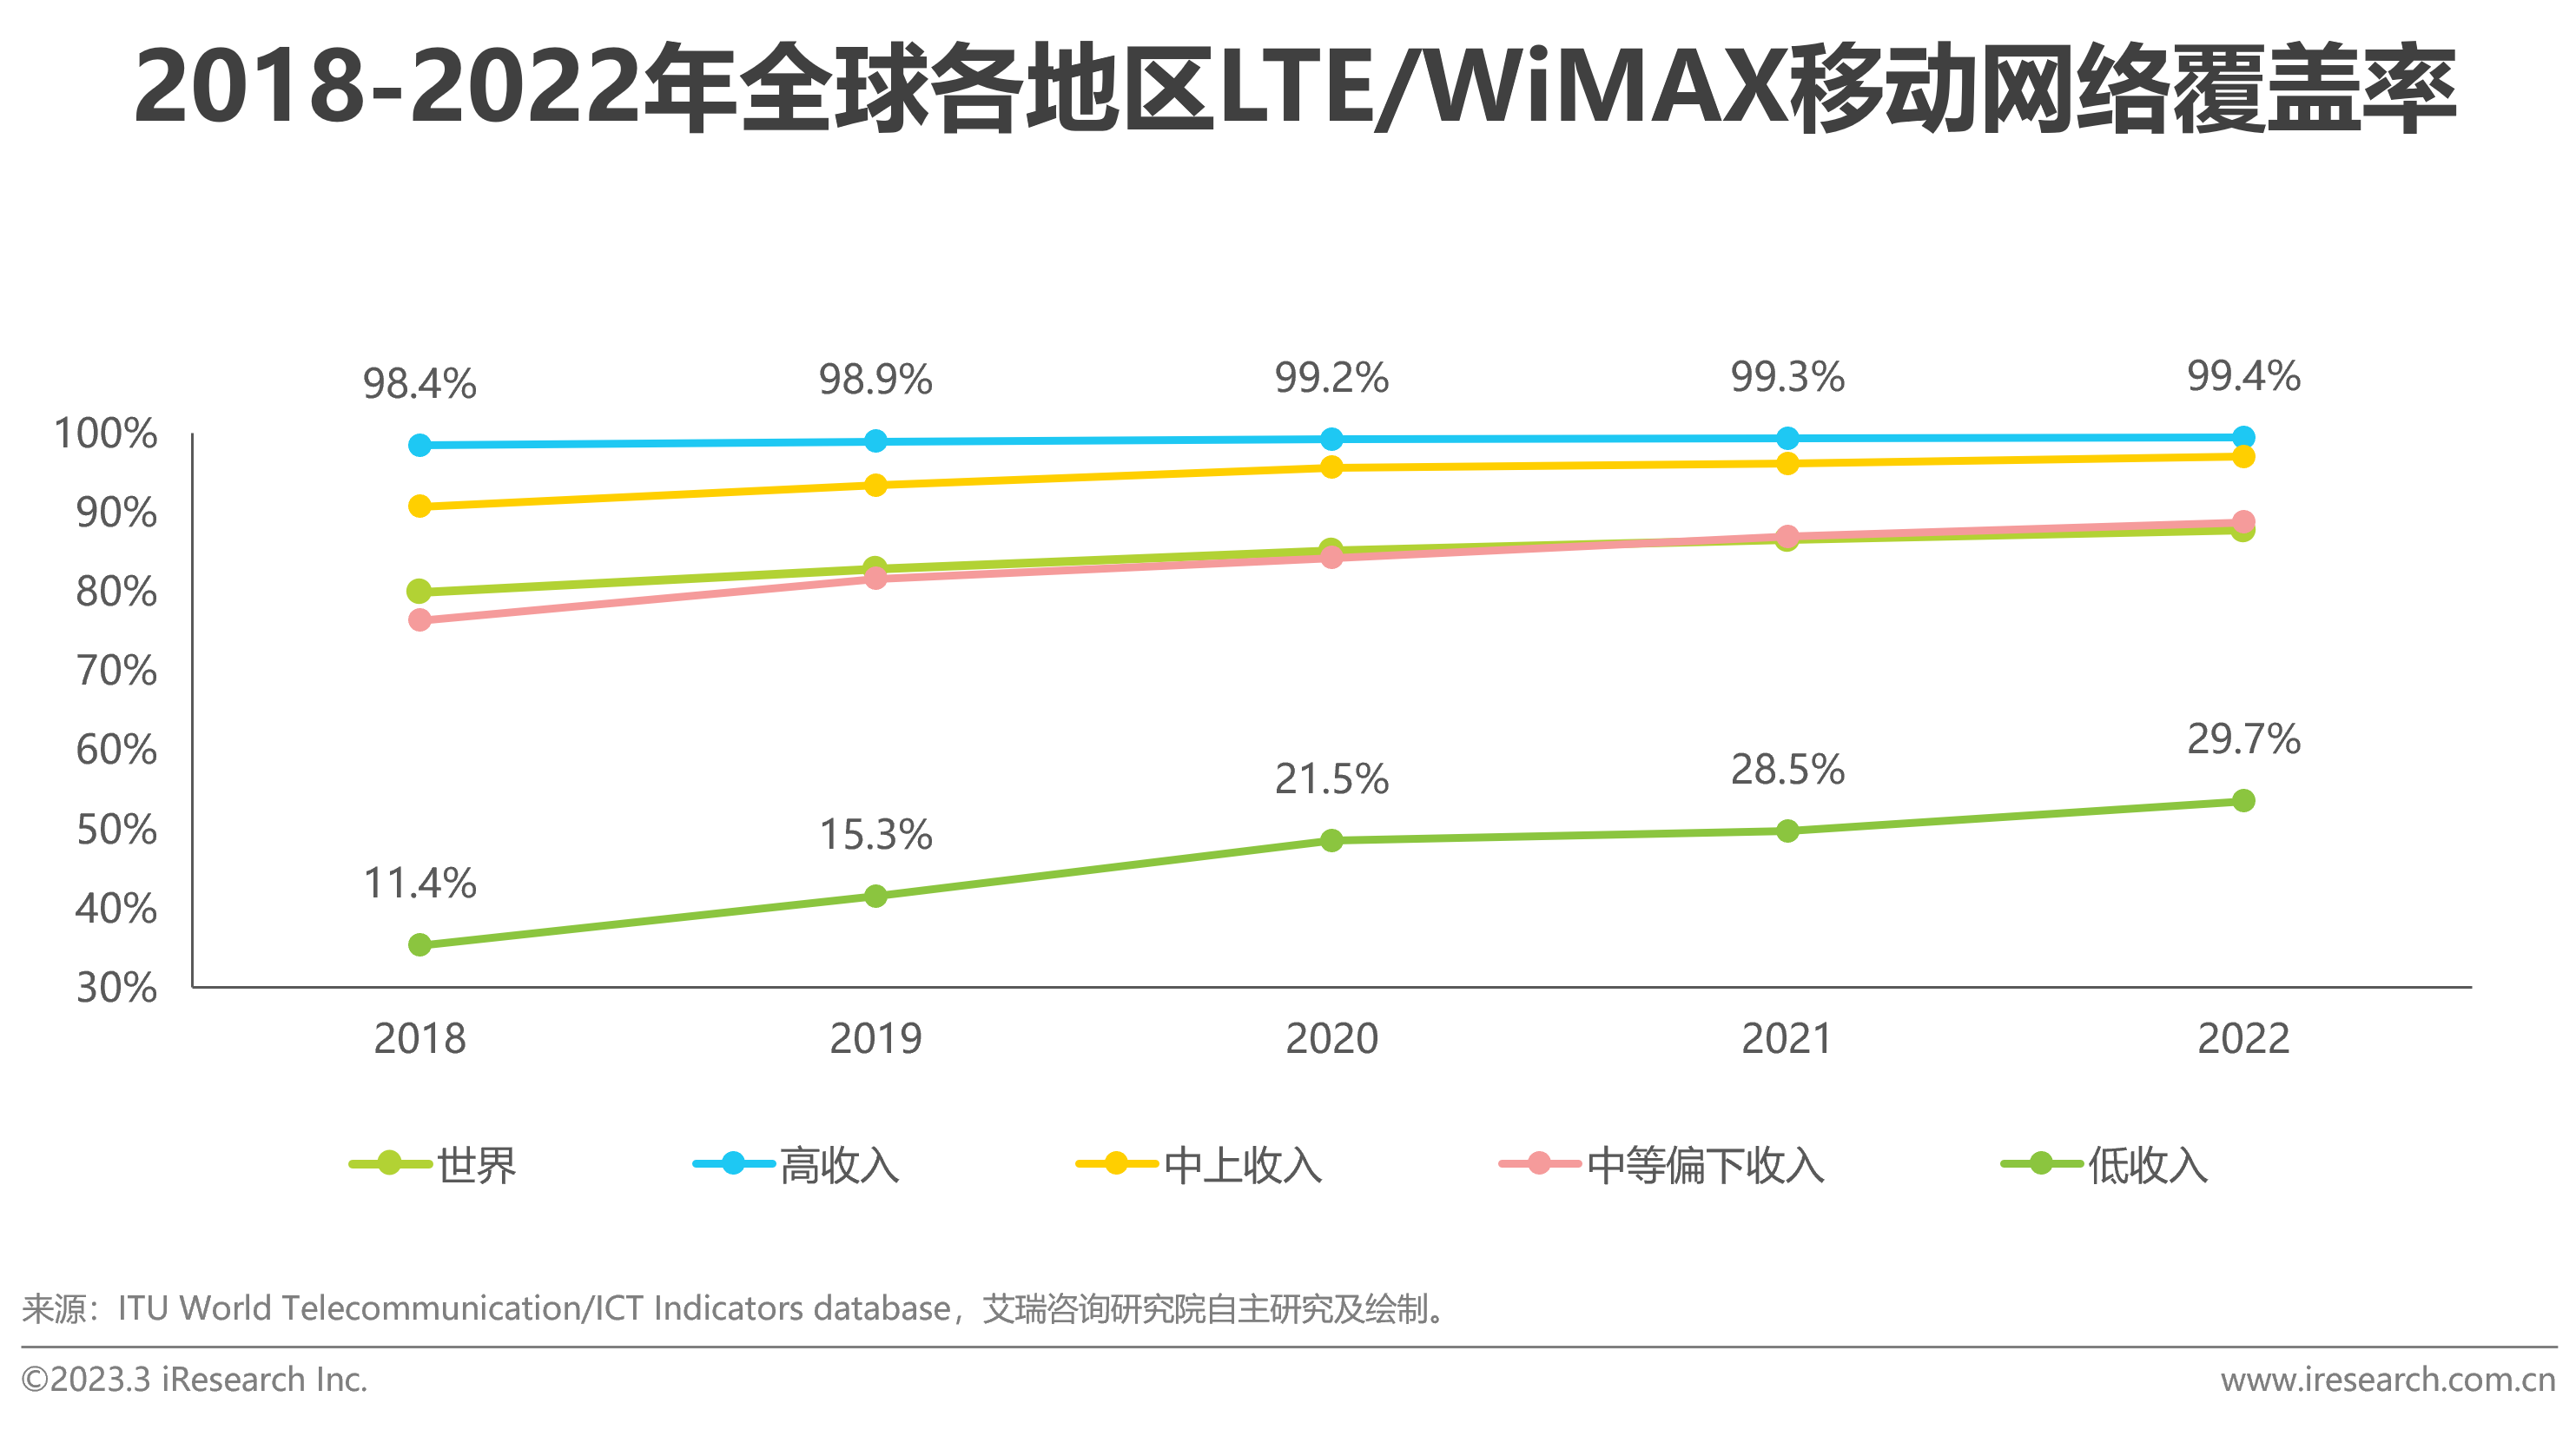 2018-2022年全球各地区LTE/WiMAX移动网络覆盖率
98.4% 98.9% 99.2% 99.3% 99.4%
100%
90%
80%
70%
60%
50%
40%
30%
11.4% 15.3% 21.5% 28.5% 29.7%
2018 2019 2020 2021 2022
世界 高收入 中上收入 中等偏下收入 低收入
来源：ITU World Telecommunication/ICT Indicators database，艾瑞咨询研究院自主研究及绘制。
©2023.3 iResearch Inc. www.iresearch.com.cn